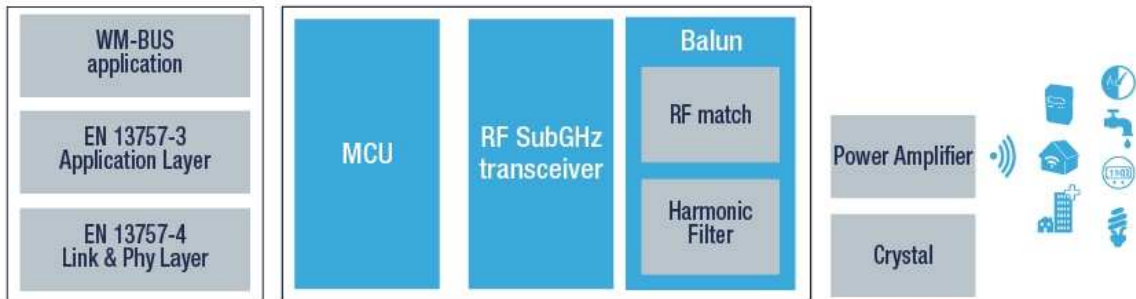 WM-BUS
application
EN 13757-3
Application Layer
EN 13757-4
Link & Phy Layer
MCU
RF SubGHz
transceiver
Balun
RF match
Harmonic
Filter
Power Amplifier
Crystal